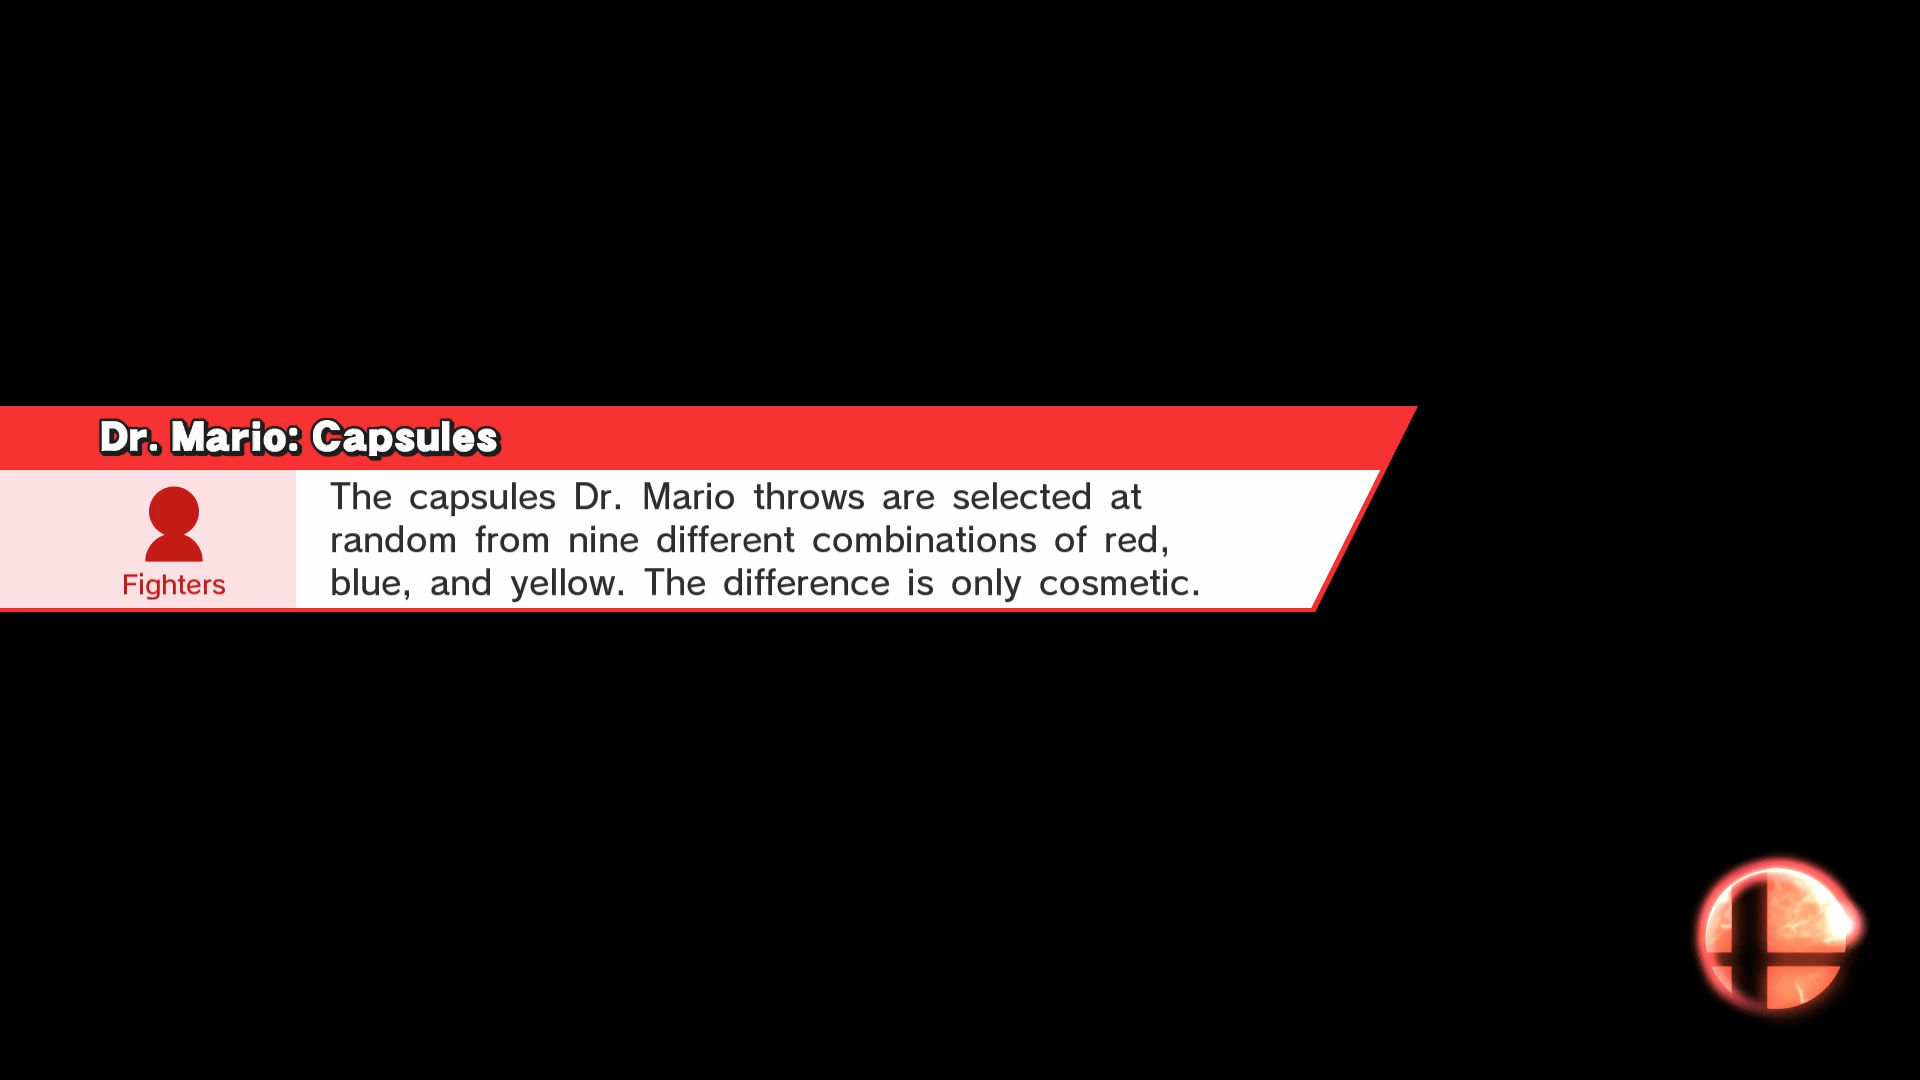 Dr. Mario: Capsules
The capsules Dr. Mario throws are selected at
random from nine different combinations of red,
blue, and yellow. The difference is only cosmetic.
Fighters